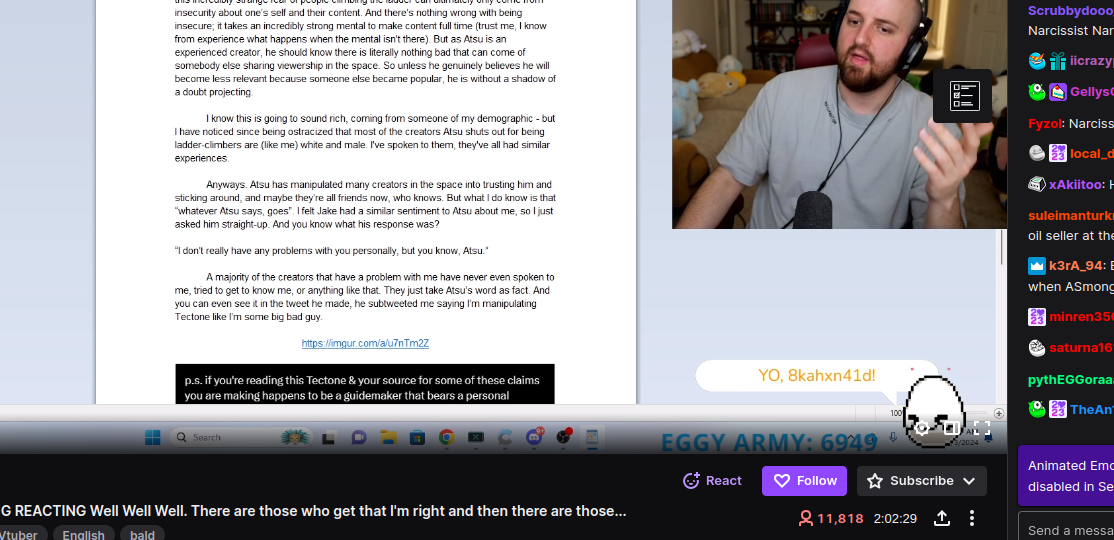 insecurity about one's self and their content. And there's nothing wrong with being
insecure; it takes an incredibly strong mental to make content full time (trust me, I know
from experience what happens when the mental isn't there). But as Atsu is an
experienced creator, he should know there is literally nothing bad that can come of
somebody else sharing viewership in the space. So unless he genuinely believes he will
become less relevant because someone else became popular, he is without a shadow of
a doubt projecting.
I know this is going to sound rich, coming from someone of my demographic - but
I have noticed since being ostracized that most of the creators Atsu shuts out for being
ladder-climbers are (like me) white and male. I've spoken to them, they've all had similar
experiences.
Anyways. Atsu has manipulated many creators in the space into trusting him and
sticking around, and maybe they're all friends now, who knows. But what I do know is that
"whatever Atsu says, goes". I felt Jake had a similar sentiment to Atsu about me, so I just
asked him straight-up. And you know what his response was?
"I don't really have any problems with you personally, but you know, Atsu."
A majority of the creators that have a problem with me have never even spoken to
me, tried to get to know me, or anything like that. They just take Atsu's word as fact. And
you can even see it in the tweet he made, he subtweeted me saying I'm manipulating
Tectone like I'm some big bad guy.
https://imgur.com/a/u7nTm2Z
p.s. if you're reading this Tectone & your source for some of these claims
you are making happens to be a guidemaker that bears a personal
YO, 8kahxn41d!
100
Search
EGGY ARMY: 6949
React
Follow
Subscribe
G REACTING Well Well Well. There are those who get that I'm right and then there are those...
Vtuber
English
bald
11,818
2:02:29
Scrubbydooo
Narcissist Nar
iicrazyp
GellysC
Fyzol: Narciss
local_d
xAkiitoo: H
suleimanturk
oil seller at the
k3rA_94: E
when ASmong
minren350
saturna16
pythEGGoraa
TheAn
Animated Emo
disabled in Se
Send a messa